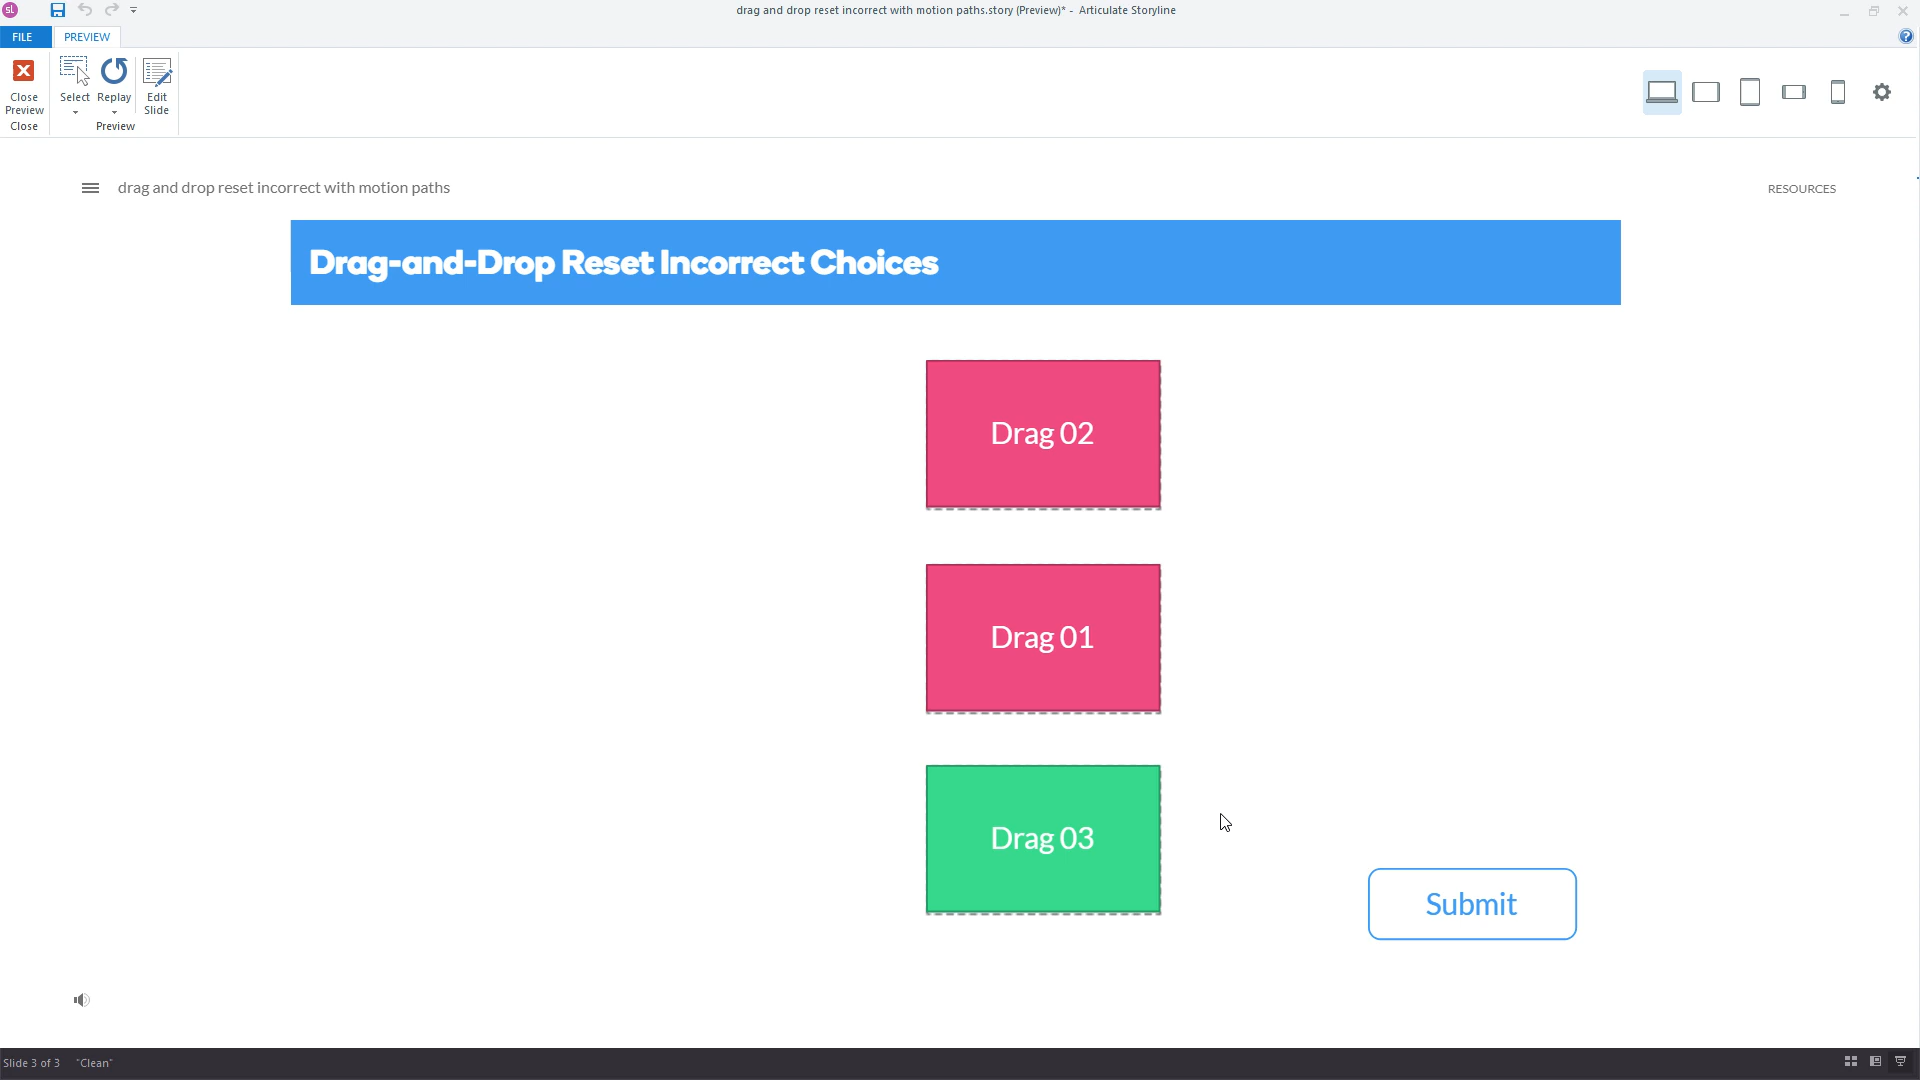 sL
drag and drop reset incorrect with motion paths.story (Preview)* - Articulate Storyline
FILE
PREVIEW
?
Close Preview
Select
Replay
Edit Slide
Close
Preview
drag and drop reset incorrect with motion paths
RESOURCES
Drag-and-Drop Reset Incorrect Choices
Drag 02
Drag 01
Drag 03
Submit
Slide 3 of 3
"Clean"